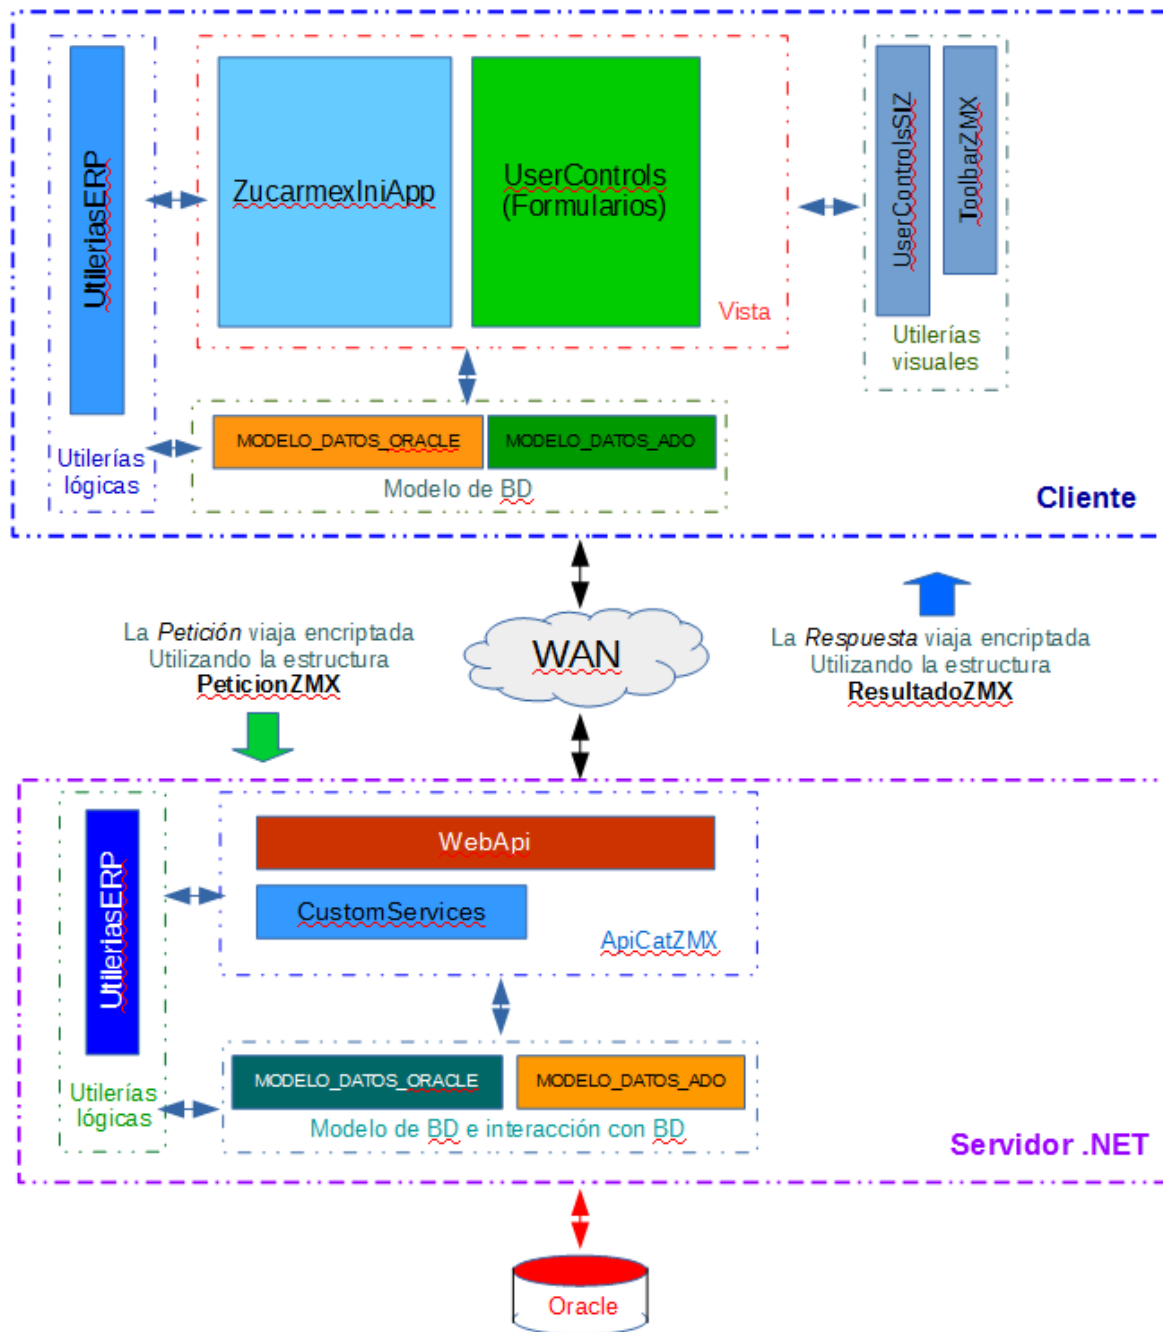 UtileriasERP
ZucarmexIniApp
UserControls
(Formularios)
Vista
UserControlsSIZ
ToolbarZMX
Utilerías
visuales
MODELO_DATOS_ORACLE
MODELO_DATOS_ADO
Modelo de BD
Utilerías
lógicas
Cliente
La Petición viaja encriptada
Utilizando la estructura
PeticionZMX
WAN
La Respuesta viaja encriptada
Utilizando la estructura
ResultadoZMX
UtileriasERP
WebApi
CustomServices
ApiCatZMX
MODELO_DATOS_ORACLE
MODELO_DATOS_ADO
Modelo de BD e interacción con BD
Utilerías
lógicas
Servidor .NET
Oracle